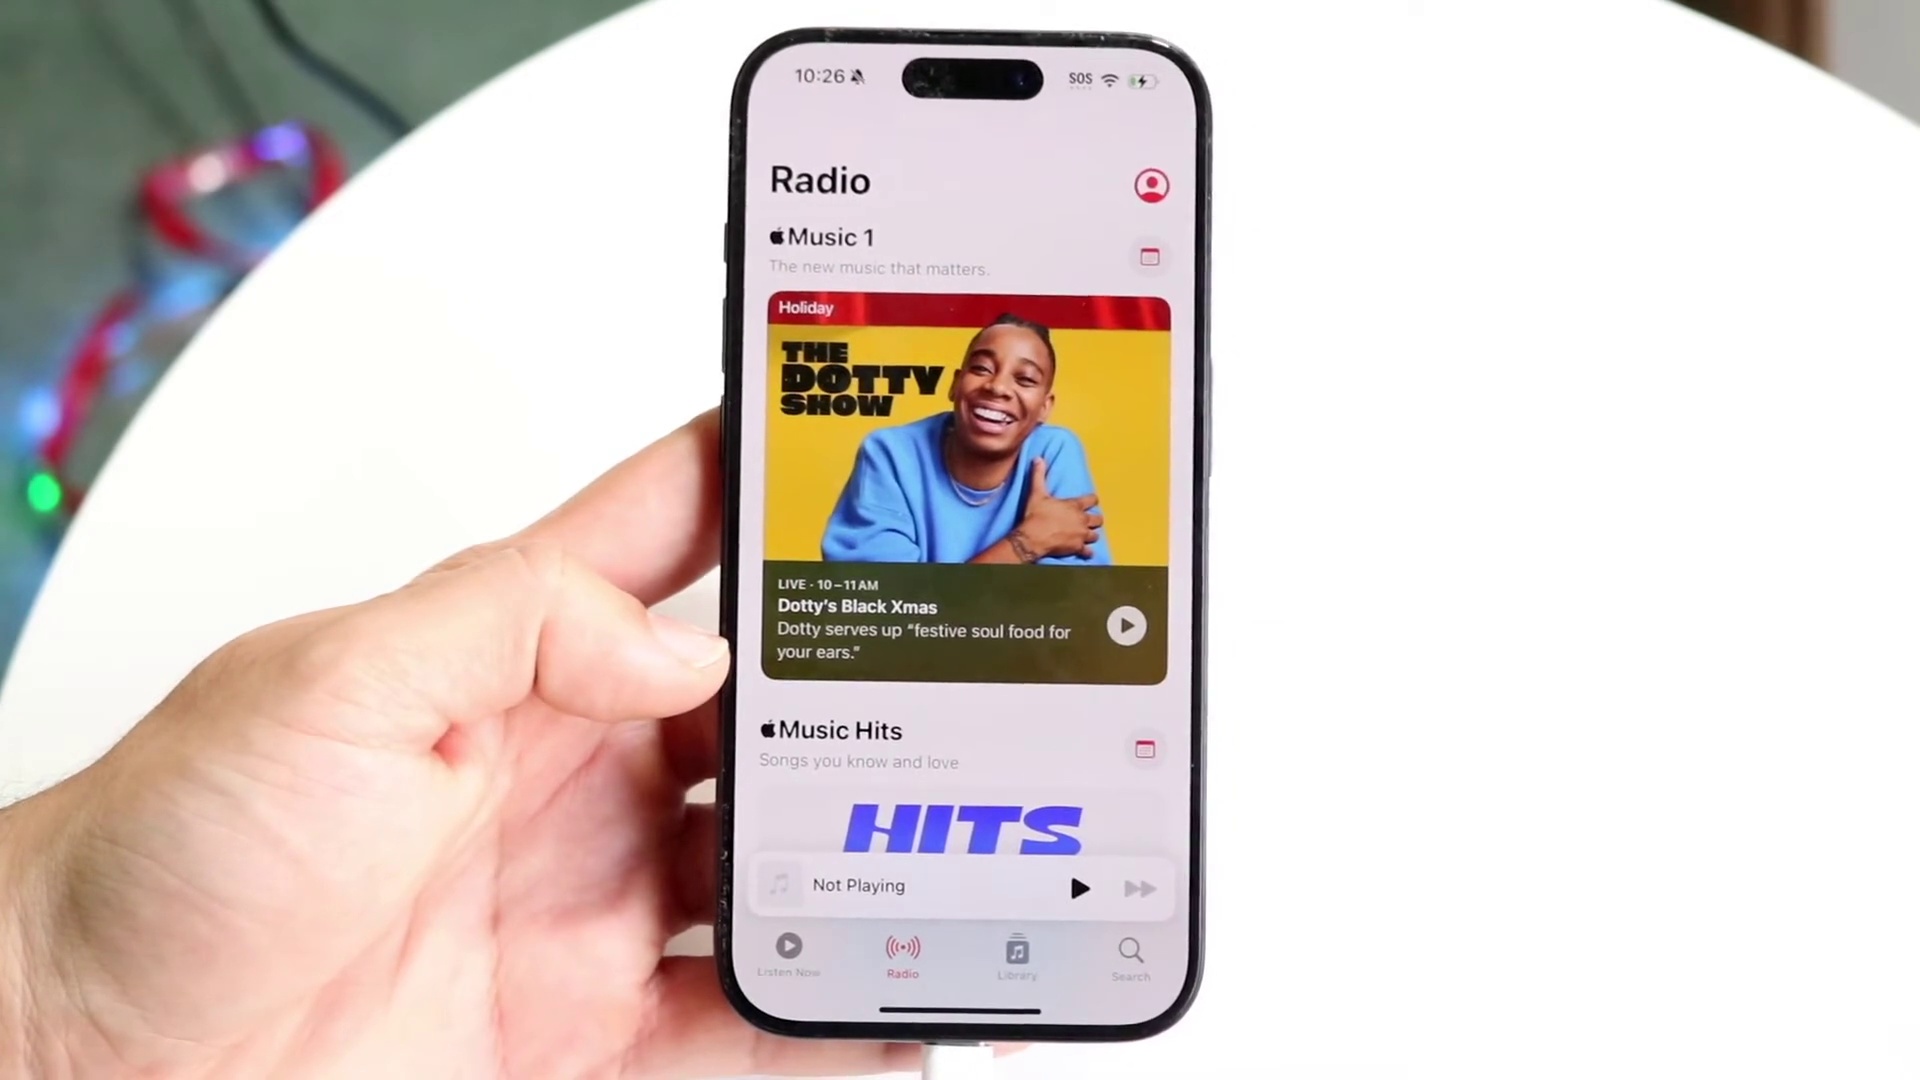 10:26
SOS
Radio
Music 1
The new music that matters.
Holiday
THE
DOTTY
SHOW
LIVE · 10–11 AM
Dotty's Black Xmas
Dotty serves up “festive soul food for
your ears.”
Music Hits
Songs you know and love
HITS
Not Playing
Listen Now
Radio
Library
Search